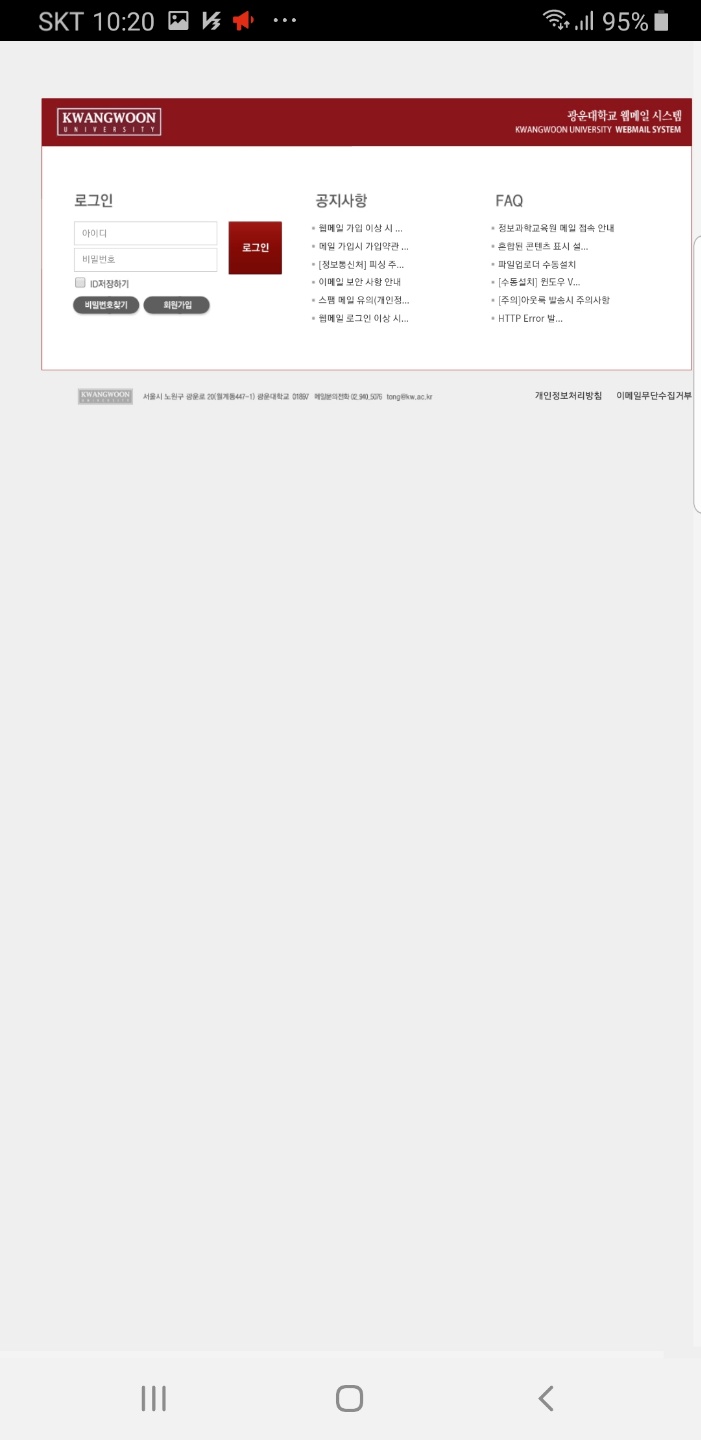 SKT 10:20
95%
KWANGWOON
UNIVERSITY
광운대학교 웹메일 시스템
KWANGWOON UNIVERSITY WEBMAIL SYSTEM
로그인
아이디
비밀번호
로그인
ID저장하기
비밀번호찾기
회원가입
공지사항
웹메일 가입 이상 시 ...
메일 가입시 가입약관 ...
[정보통신처] 피싱 주...
이메일 보안 사항 안내
스팸 메일 유의(개인정...
웹메일 로그인 이상 시...
FAQ
정보과학교육원 메일 접속 안내
혼합된 콘텐츠 표시 설...
파일업로더 수동설치
[수동설치] 윈도우 V...
[주의]아웃룩 발송시 주의사항
HTTP Error 발...
KWANGWOON
UNIVERSITY
서울시 노원구 광운로 20(월계동447-1) 광운대학교 01897 메일문의전화 02.940.5076 tong@kw.ac.kr
개인정보처리방침 이메일무단수집거부